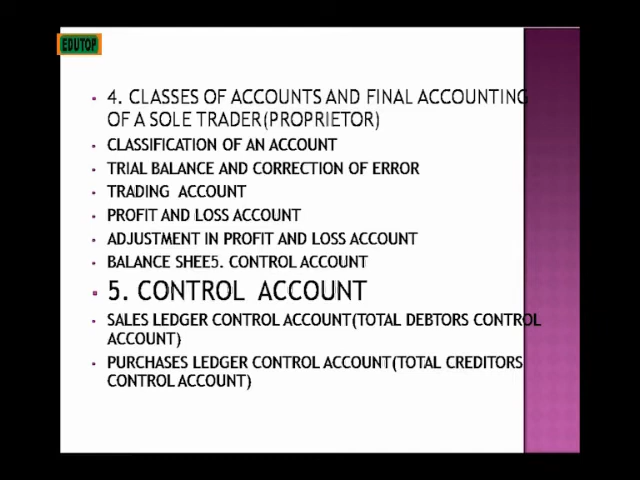 EDUTOP
4. CLASSES OF ACCOUNTS AND FINAL ACCOUNTING
OF A SOLE TRADER(PROPRIETOR)
CLASSIFICATION OF AN ACCOUNT
TRIAL BALANCE AND CORRECTION OF ERROR
TRADING ACCOUNT
PROFIT AND LOSS ACCOUNT
ADJUSTMENT IN PROFIT AND LOSS ACCOUNT
BALANCE SHEE5. CONTROL ACCOUNT
5. CONTROL ACCOUNT
SALES LEDGER CONTROL ACCOUNT(TOTAL DEBTORS CONTROL
ACCOUNT)
PURCHASES LEDGER CONTROL ACCOUNT(TOTAL CREDITORS
CONTROL ACCOUNT)